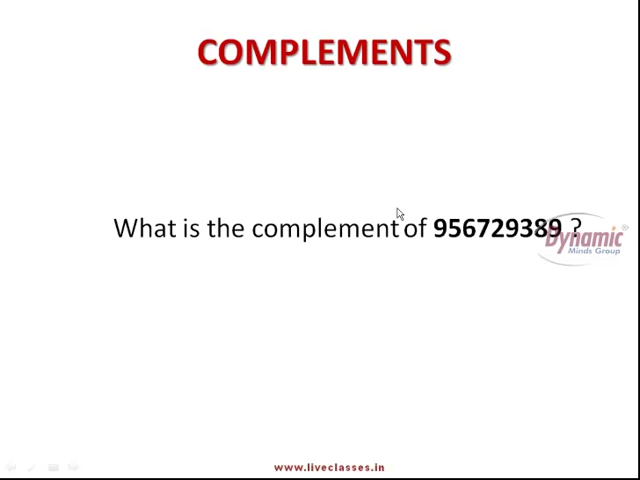 COMPLEMENTS
What is the complement of 956729389 ?
Dynamic®
Minds Group
www.liveclasses.in